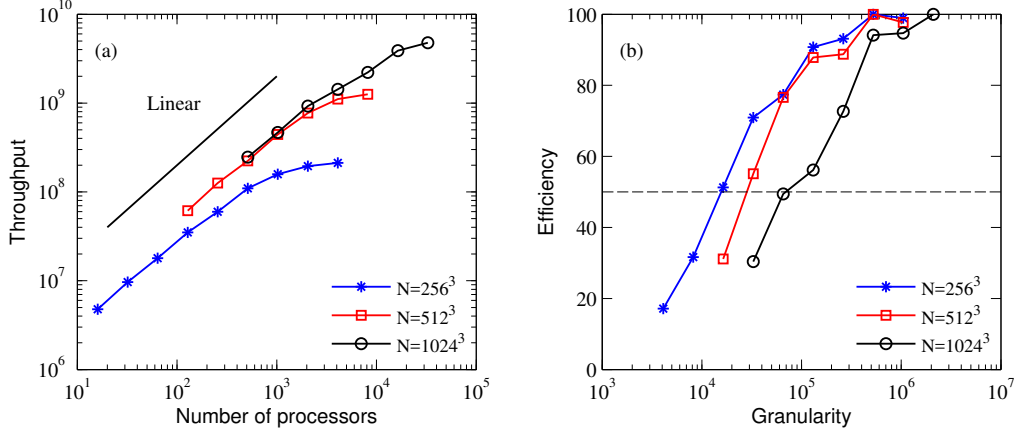 (a)
Linear
Throughput
10^10
10^9
10^8
10^7
10^6
N=256^3
N=512^3
N=1024^3
10^1 10^2 10^3 10^4 10^5
Number of processors
(b)
Efficiency
100
80
60
40
20
0
N=256^3
N=512^3
N=1024^3
10^3 10^4 10^5 10^6 10^7
Granularity